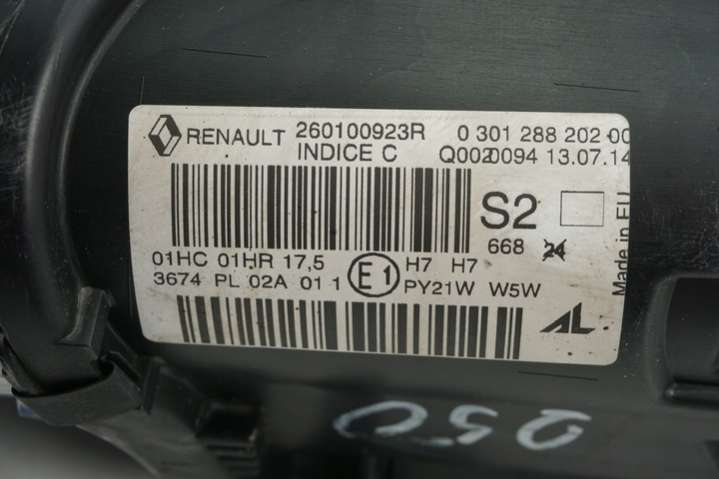 RENAULT 260100923R 0 301 288 202 00
INDICE C Q0020094 13.07.14
S2
668 24
Made in EU
01HC 01HR 17,5 E1 H7 H7
3674 PL 02A 01 1 PY21W W5W
AL
250